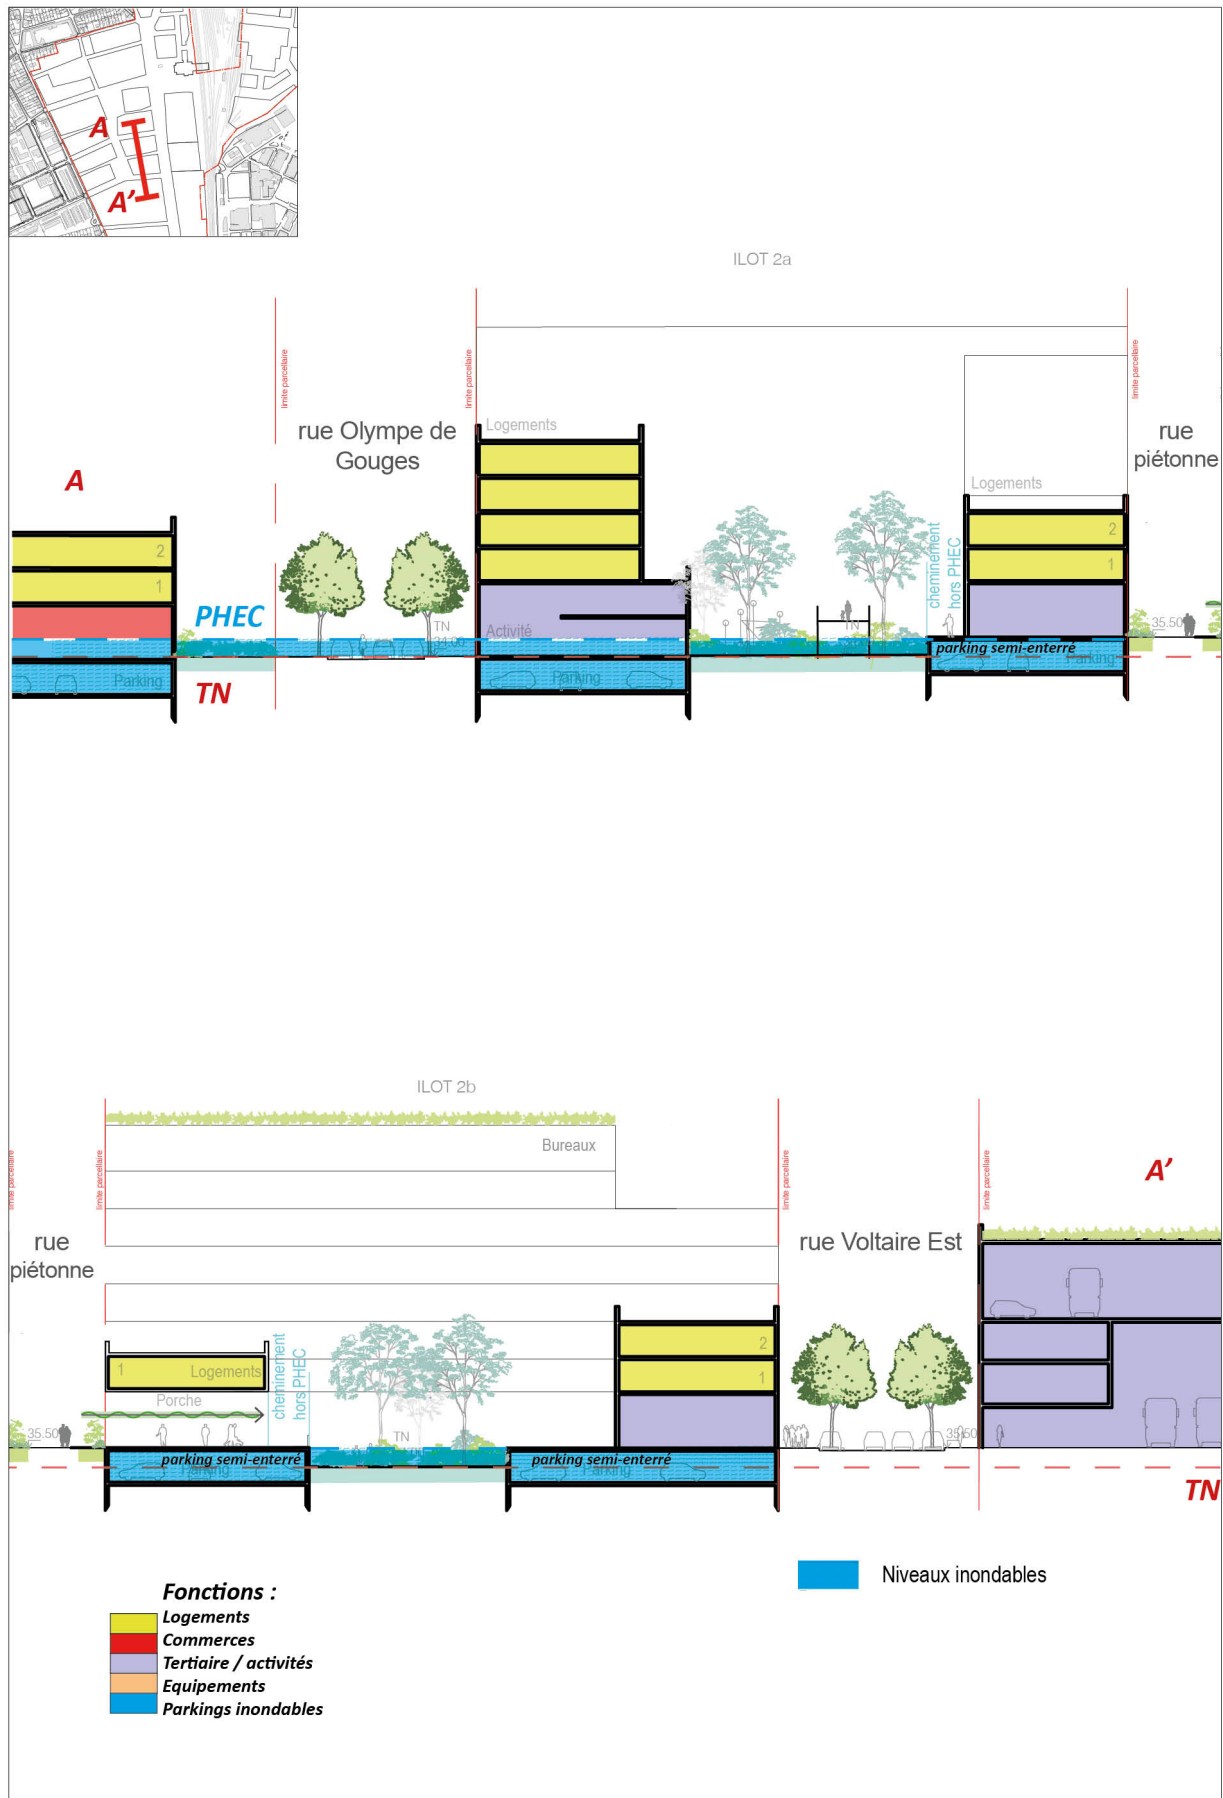 A
A'
ILOT 2a
limite parcellaire
limite parcellaire
limite parcellaire
rue Olympe de
Gouges
Logements
rue
piétonne
A
Logements
2
1
2
1
cheminement
hors PHEC
PHEC
TN
Activité
TN
35.50
parking semi-enterré
Parking
Parking
Parking
TN
ILOT 2b
Bureaux
limite parcellaire
limite parcellaire
limite parcellaire
limite parcellaire
A'
rue
piétonne
rue Voltaire Est
1
Logements
cheminement
hors PHEC
2
1
Porche
35.50
TN
35.50
parking semi-enterré
Parking
parking semi-enterré
Parking
TN
Niveaux inondables
Fonctions :
Logements
Commerces
Tertiaire / activités
Equipements
Parkings inondables